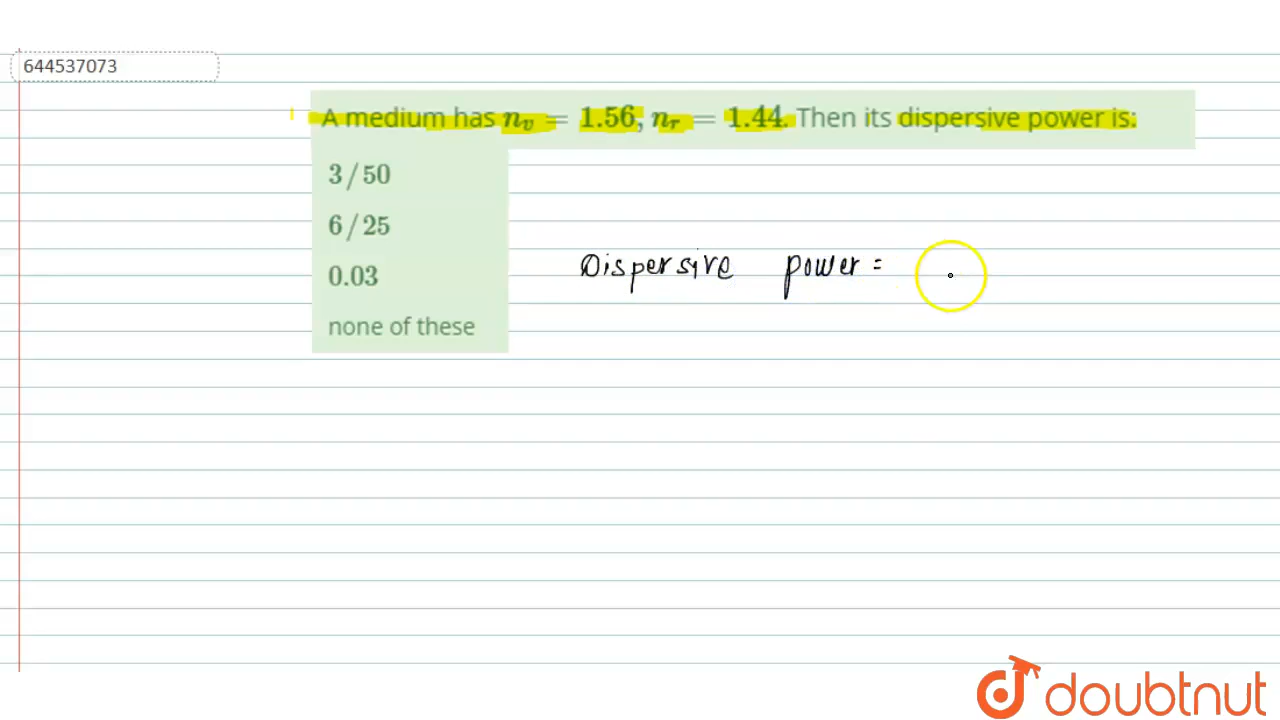 644537073
A medium has n_v = 1.56, n_r = 1.44. Then its dispersive power is:
3/50
6/25
0.03
none of these
Dispersive power =
doubtnut